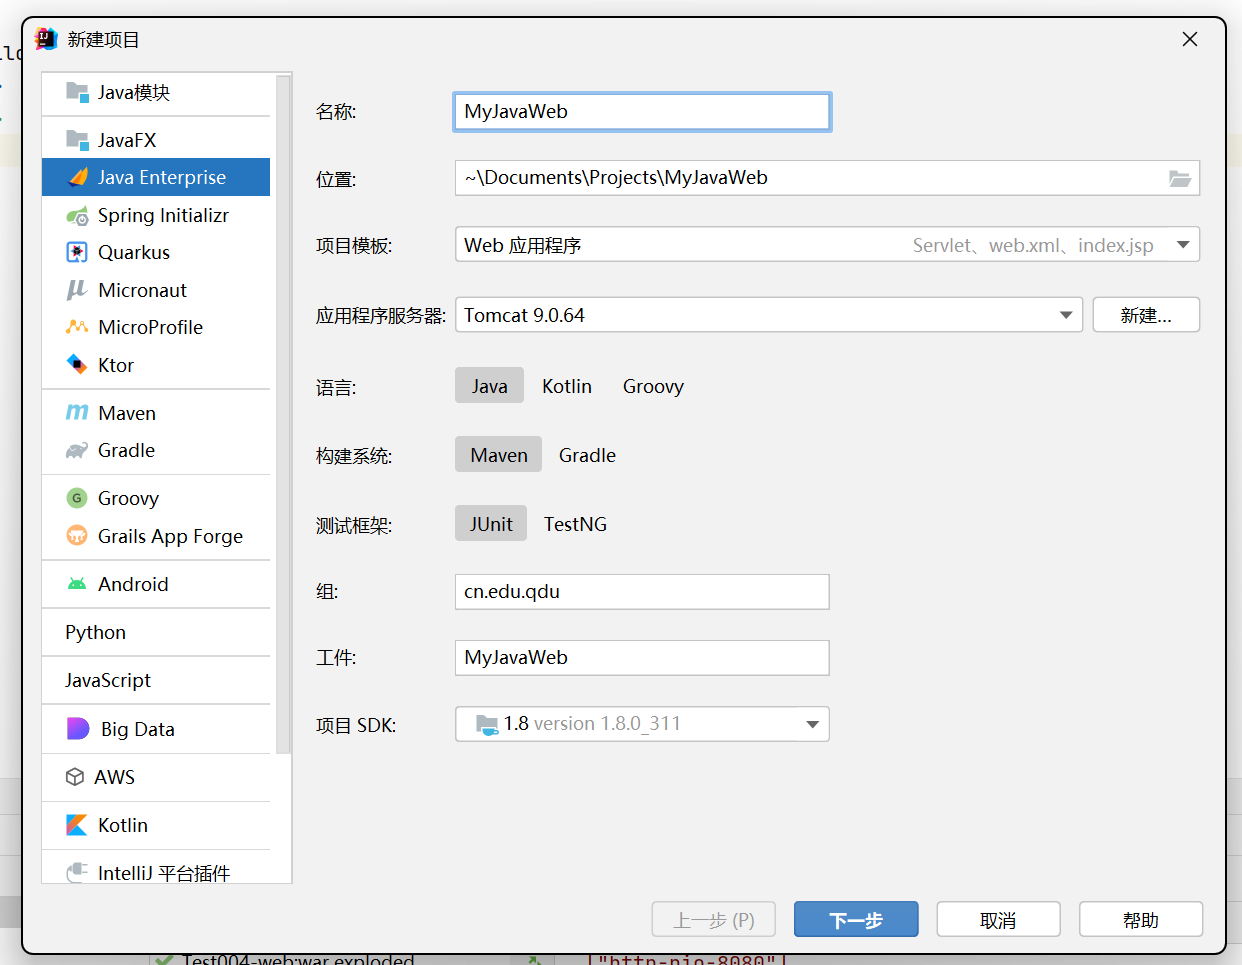 新建项目
Java模块
JavaFX
Java Enterprise
Spring Initializr
Quarkus
Micronaut
MicroProfile
Ktor
Maven
Gradle
Groovy
Grails App Forge
Android
Python
JavaScript
Big Data
AWS
Kotlin
IntelliJ 平台插件
名称: MyJavaWeb
位置: ~\Documents\Projects\MyJavaWeb
项目模板: Web 应用程序 Servlet、web.xml、index.jsp
应用程序服务器: Tomcat 9.0.64 新建...
语言: Java Kotlin Groovy
构建系统: Maven Gradle
测试框架: JUnit TestNG
组: cn.edu.qdu
工件: MyJavaWeb
项目 SDK: 1.8 version 1.8.0_311
上一步 (P) 下一步 取消 帮助
Test004-web:war exploded ["http-nio-8080"]